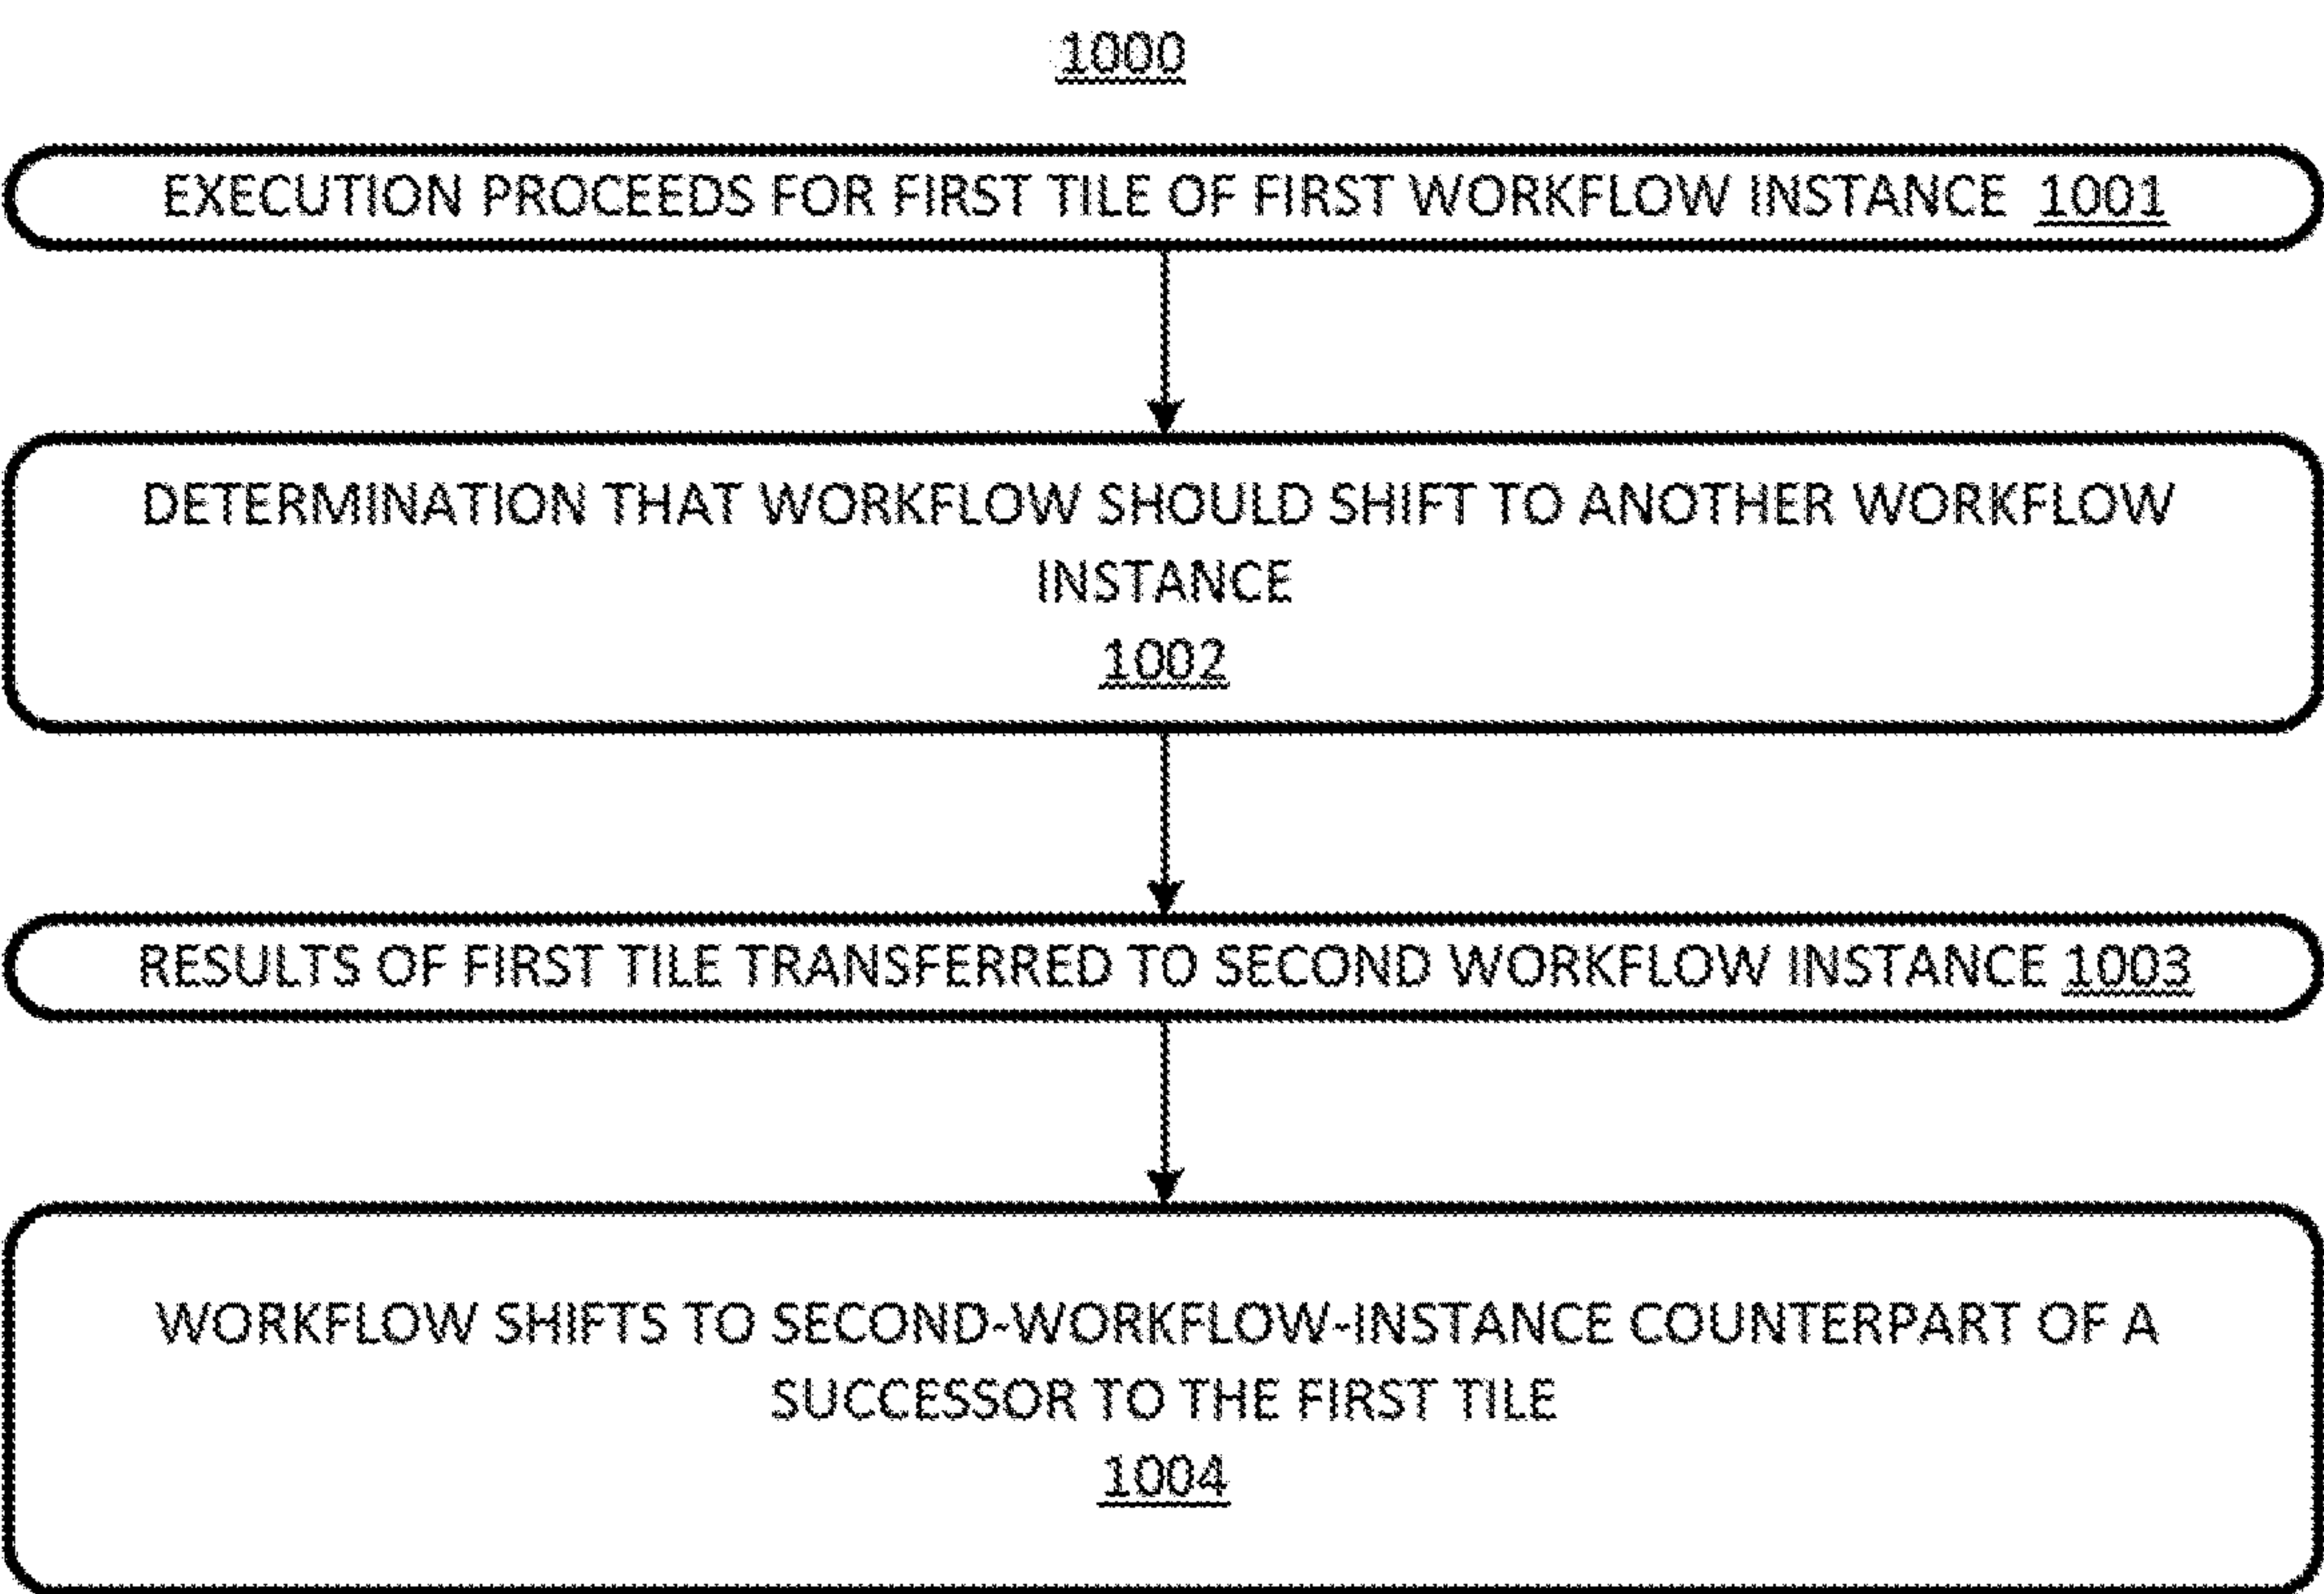 1000
EXECUTION PROCEEDS FOR FIRST TILE OF FIRST WORKFLOW INSTANCE 1001
DETERMINATION THAT WORKFLOW SHOULD SHIFT TO ANOTHER WORKFLOW
INSTANCE
1002
RESULTS OF FIRST TILE TRANSFERRED TO SECOND WORKFLOW INSTANCE 1003
WORKFLOW SHIFTS TO SECOND-WORKFLOW-INSTANCE COUNTERPART OF A
SUCCESSOR TO THE FIRST TILE
1004